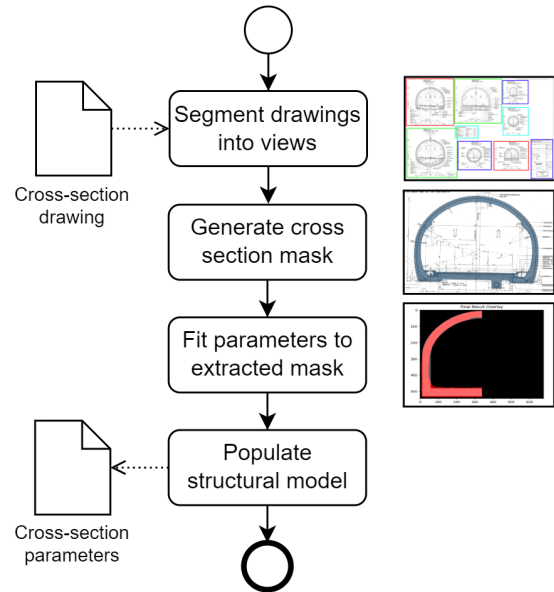 Segment drawings
into views
Cross-section
drawing
Generate cross
section mask
Fit parameters to
extracted mask
Final Result Overlay
Populate
structural model
Cross-section
parameters